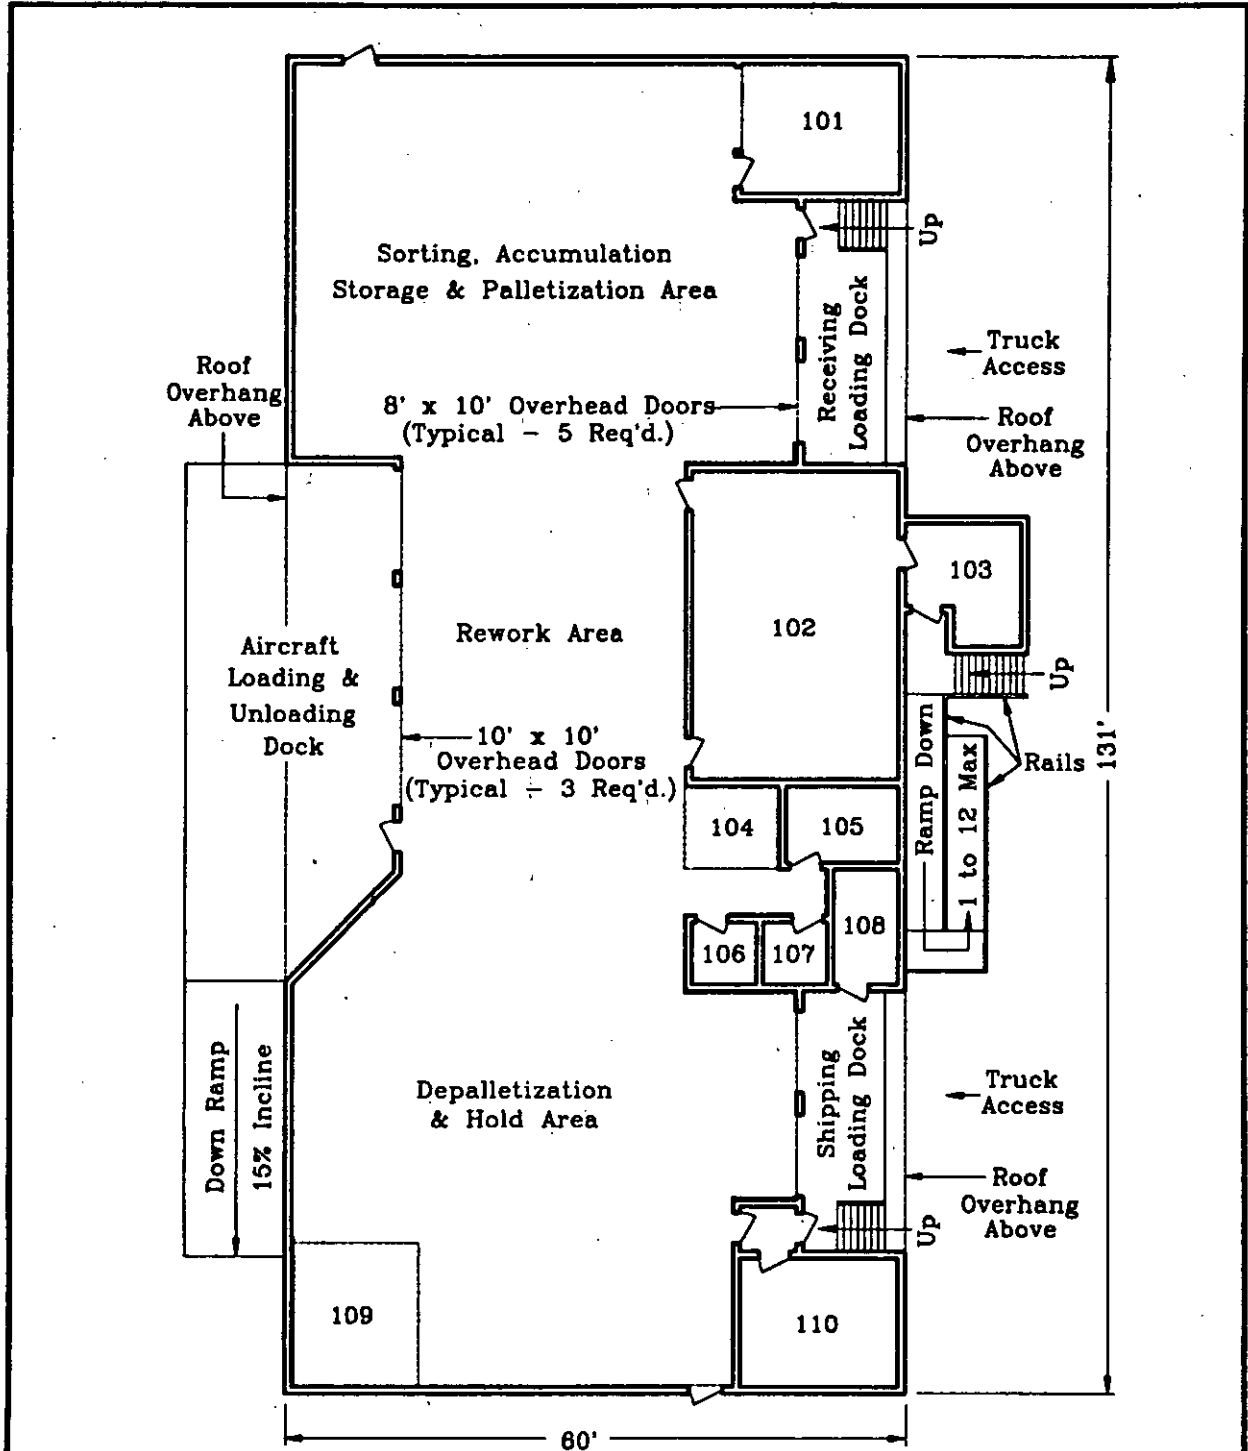 101
Up
Sorting, Accumulation
Storage & Palletization Area
Receiving
Loading Dock
Truck
Access
Roof
Overhang
Above
8' x 10' Overhead Doors
(Typical - 5 Req'd.)
Roof
Overhang
Above
103
102
Rework Area
Aircraft
Loading &
Unloading
Dock
Up
10' x 10'
Overhead Doors
(Typical - 3 Req'd.)
Ramp Down
1 to 12 Max
Rails
131'
104
105
108
106
107
Down Ramp
15% Incline
Depalletization
& Hold Area
Shipping
Loading Dock
Truck
Access
Roof
Overhang
Above
Up
109
110
60'